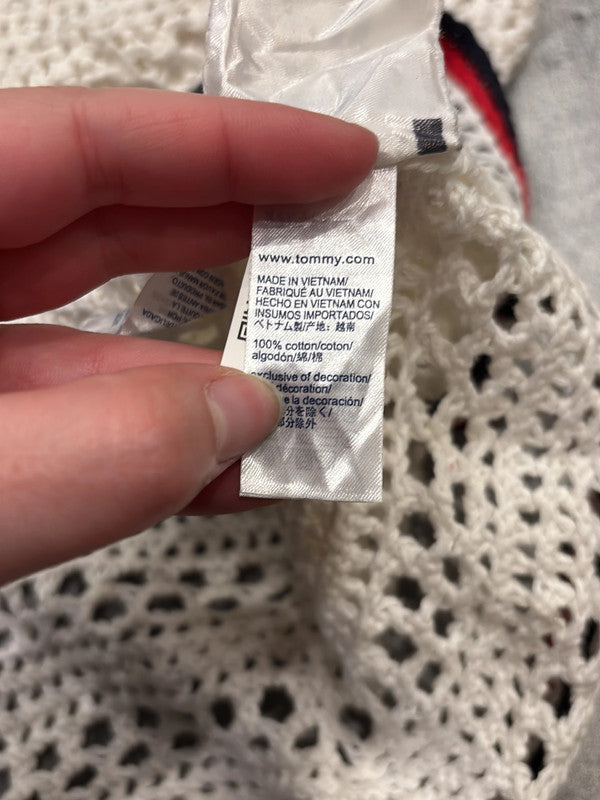 www.tommy.com
MADE IN VIETNAM/
FABRIQUÉ AU VIETNAM/
HECHO EN VIETNAM CON
INSUMOS IMPORTADOS/
ベトナム製/产地: 越南
100% cotton/coton/
algodón/綿/棉
exclusive of decoration/
décoration/
e la decoración/
分を除く/
部分除外